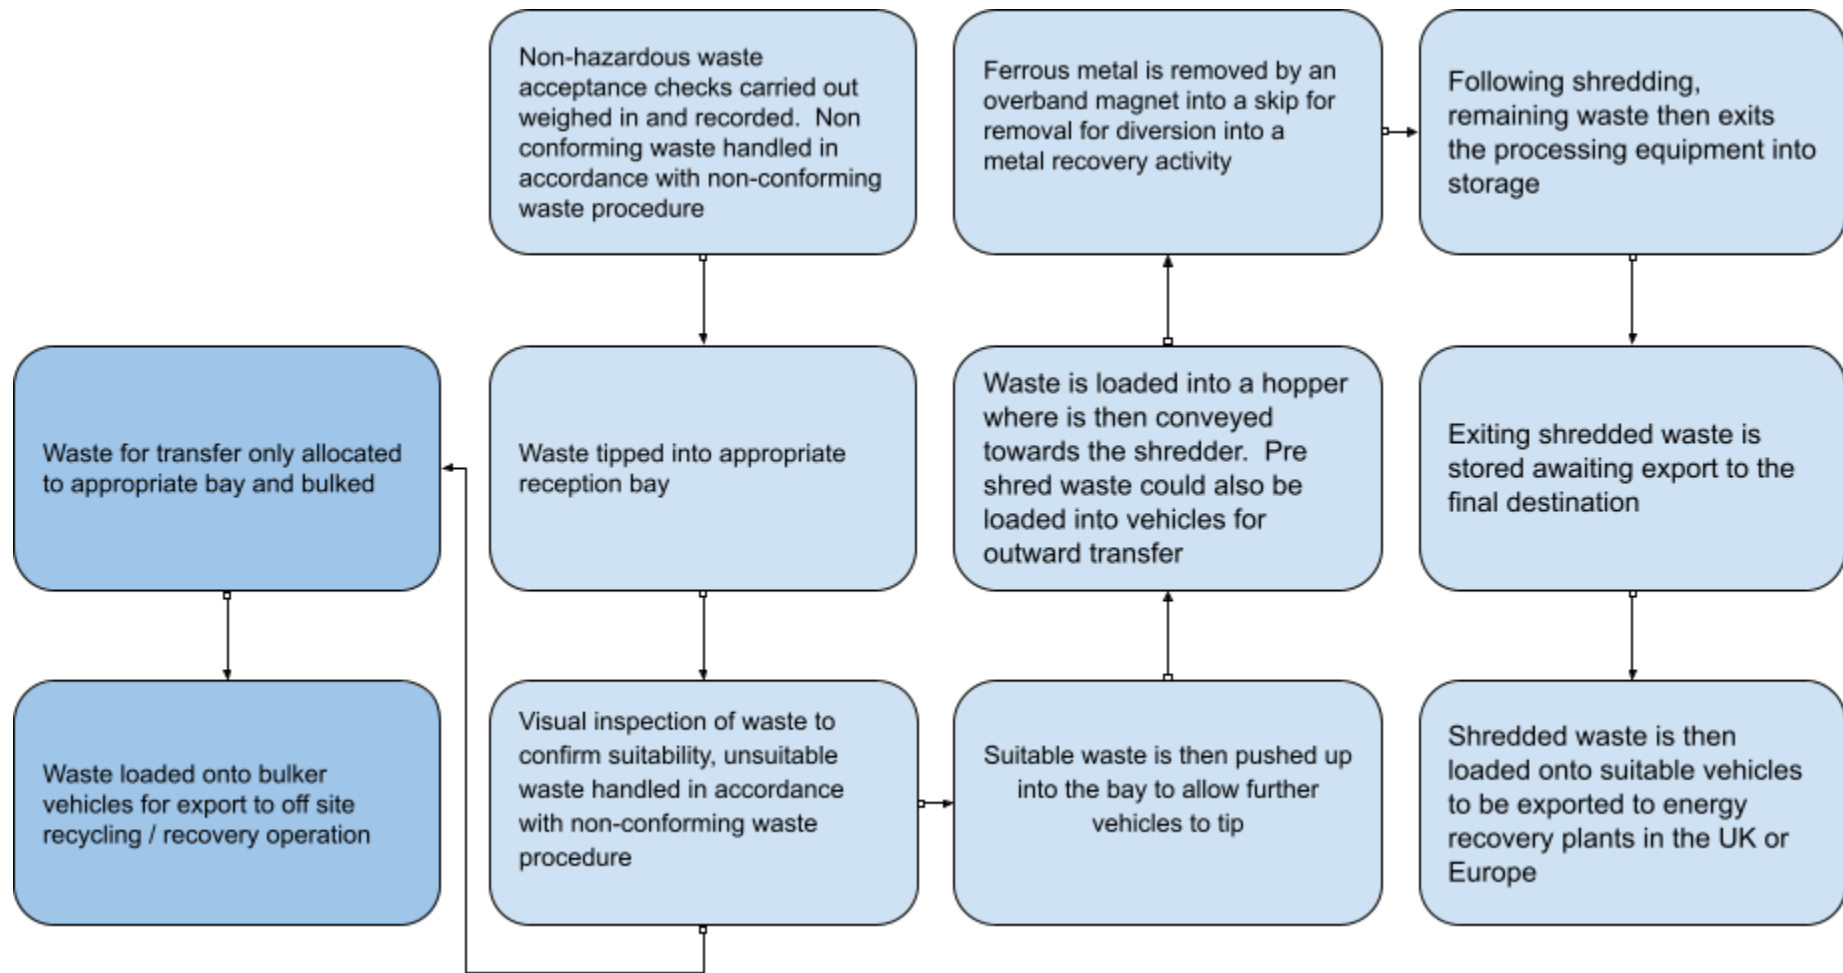 Non-hazardous waste
acceptance checks carried out
weighed in and recorded.  Non
conforming waste handled in
accordance with non-conforming
waste procedure
Waste tipped into appropriate
reception bay
Visual inspection of waste to
confirm suitability, unsuitable
waste handled in accordance
with non-conforming waste
procedure
Waste for transfer only allocated
to appropriate bay and bulked
Waste loaded onto bulker
vehicles for export to off site
recycling / recovery operation
Suitable waste is then pushed up
into the bay to allow further
vehicles to tip
Waste is loaded into a hopper
where is then conveyed
towards the shredder.  Pre
shred waste could also be
loaded into vehicles for
outward transfer
Ferrous metal is removed by an
overband magnet into a skip for
removal for diversion into a
metal recovery activity
Following shredding,
remaining waste then exits
the processing equipment into
storage
Exiting shredded waste is
stored awaiting export to the
final destination
Shredded waste is then
loaded onto suitable vehicles
to be exported to energy
recovery plants in the UK or
Europe